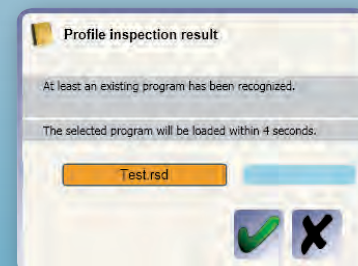 Profile inspection result
At least an existing program has been recognized.
The selected program will be loaded within 4 seconds.
Test.rsd